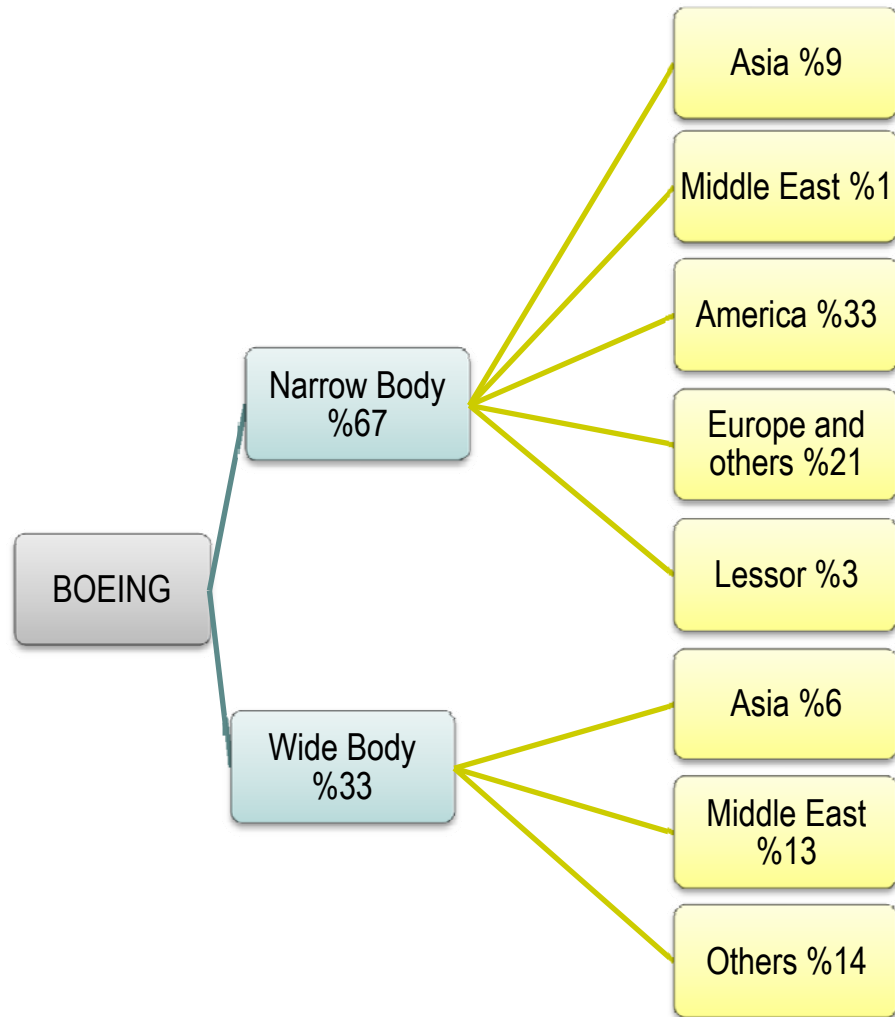 BOEING
Narrow Body
%67
Asia %9
Middle East %1
America %33
Europe and
others %21
Lessor %3
Wide Body
%33
Asia %6
Middle East
%13
Others %14